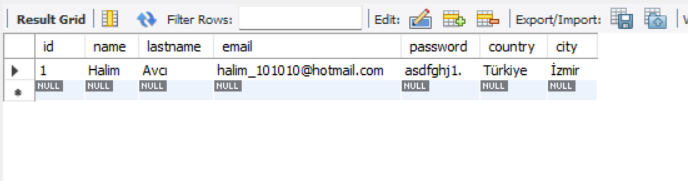 Result Grid Filter Rows: Edit: Export/Import:
id name lastname email password country city
1 Halim Avcı halim_101010@hotmail.com asdfghj1. Türkiye İzmir
NULL NULL NULL NULL NULL NULL NULL